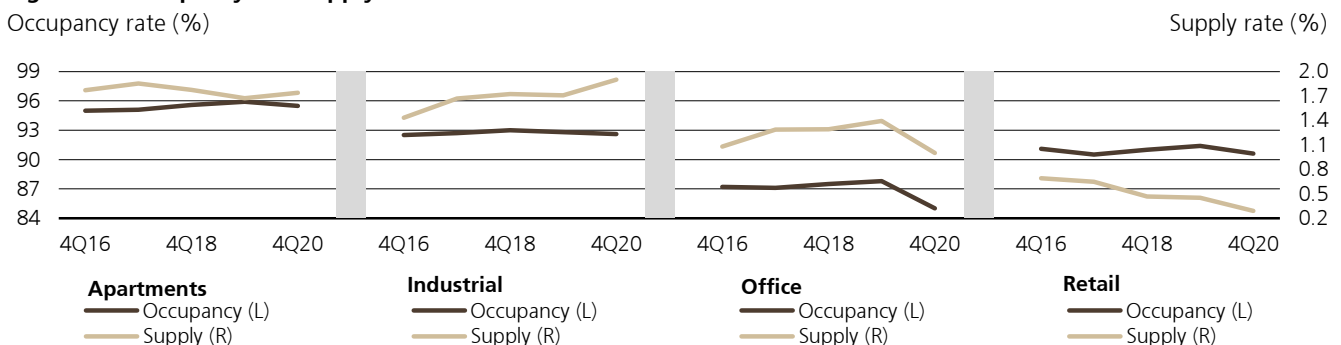 Occupancy rate (%) Supply rate (%)
99 2.0
96 1.7
93 1.4
90 1.1
87 0.8
84 0.5
0.2
4Q16 4Q18 4Q20 4Q16 4Q18 4Q20 4Q16 4Q18 4Q20 4Q16 4Q18 4Q20
Apartments Industrial Office Retail
Occupancy (L) Occupancy (L) Occupancy (L) Occupancy (L)
Supply (R) Supply (R) Supply (R) Supply (R)